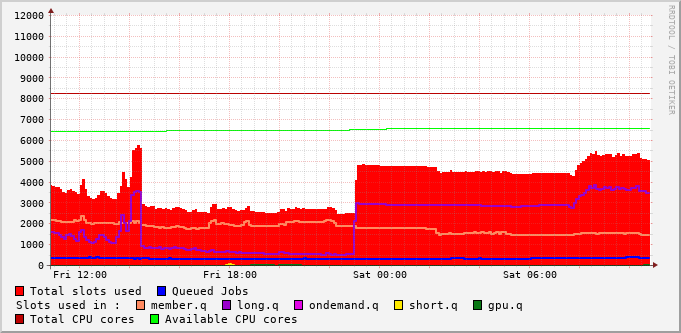 12000
11000
10000
9000
8000
7000
6000
5000
4000
3000
2000
1000
0
Fri 12:00 Fri 18:00 Sat 00:00 Sat 06:00
RRDTOOL / TOBI OETIKER
Total slots used Queued Jobs
Slots used in : member.q long.q ondemand.q short.q gpu.q
Total CPU cores Available CPU cores